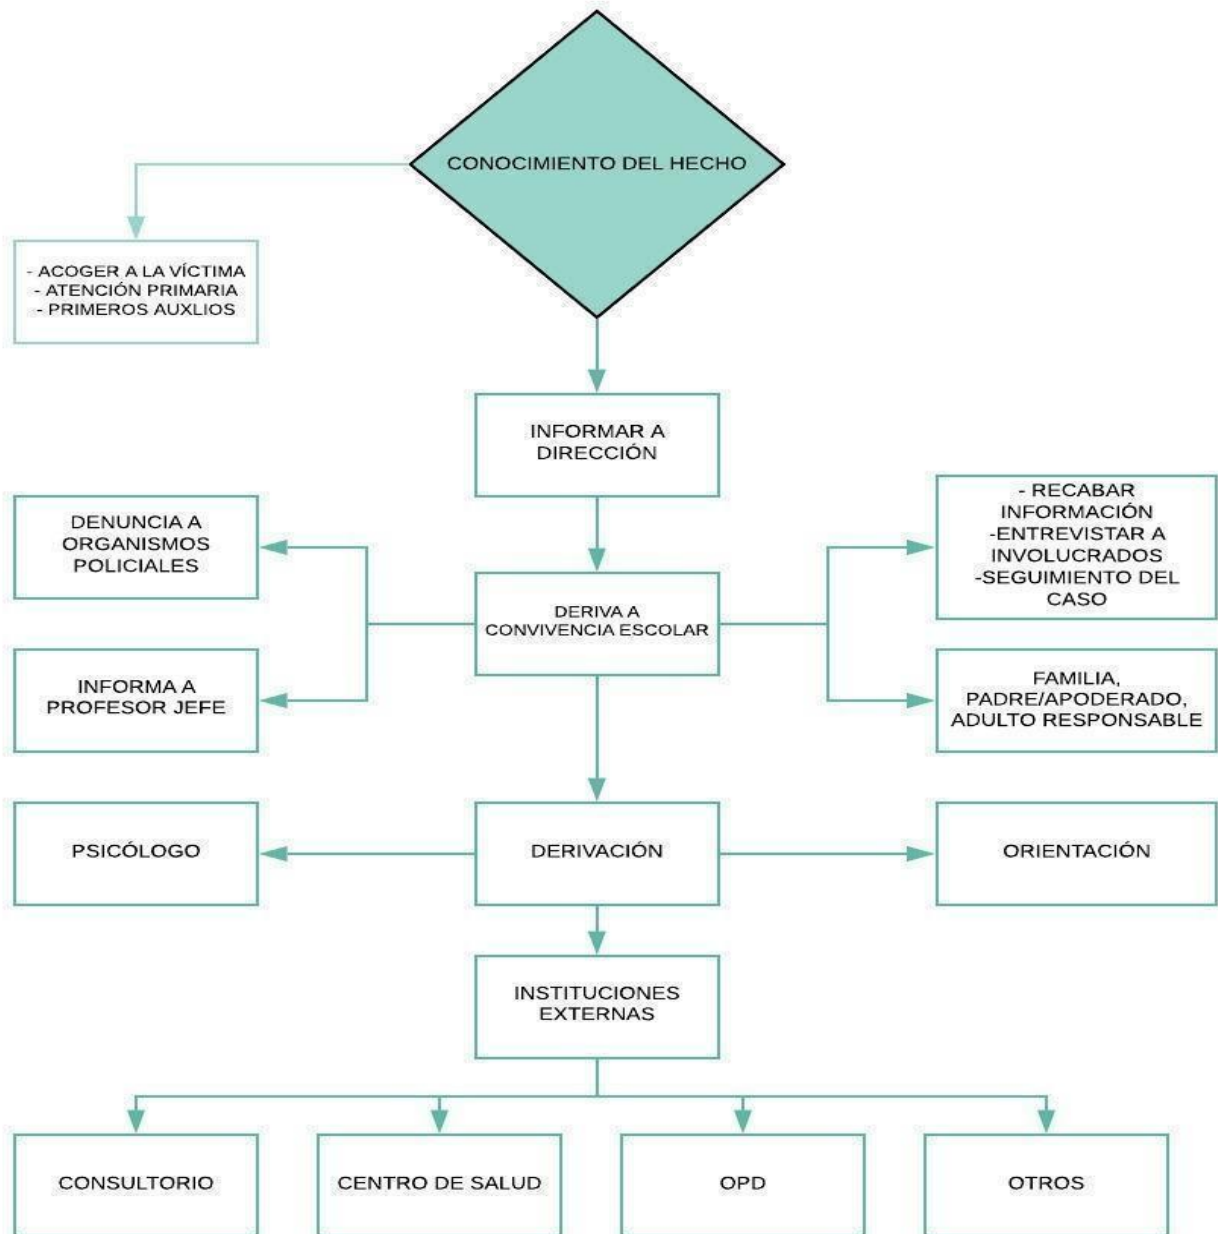 CONOCIMIENTO DEL HECHO
- ACOGER A LA VÍCTIMA
- ATENCIÓN PRIMARIA
- PRIMEROS AUXLIOS
INFORMAR A
DIRECCIÓN
DENUNCIA A
ORGANISMOS
POLICIALES
- RECABAR
INFORMACIÓN
-ENTREVISTAR A
INVOLUCRADOS
-SEGUIMIENTO DEL
CASO
DERIVA A
CONVIVENCIA ESCOLAR
INFORMA A
PROFESOR JEFE
FAMILIA,
PADRE/APODERADO,
ADULTO RESPONSABLE
PSICÓLOGO
DERIVACIÓN
ORIENTACIÓN
INSTITUCIONES
EXTERNAS
CONSULTORIO
CENTRO DE SALUD
OPD
OTROS